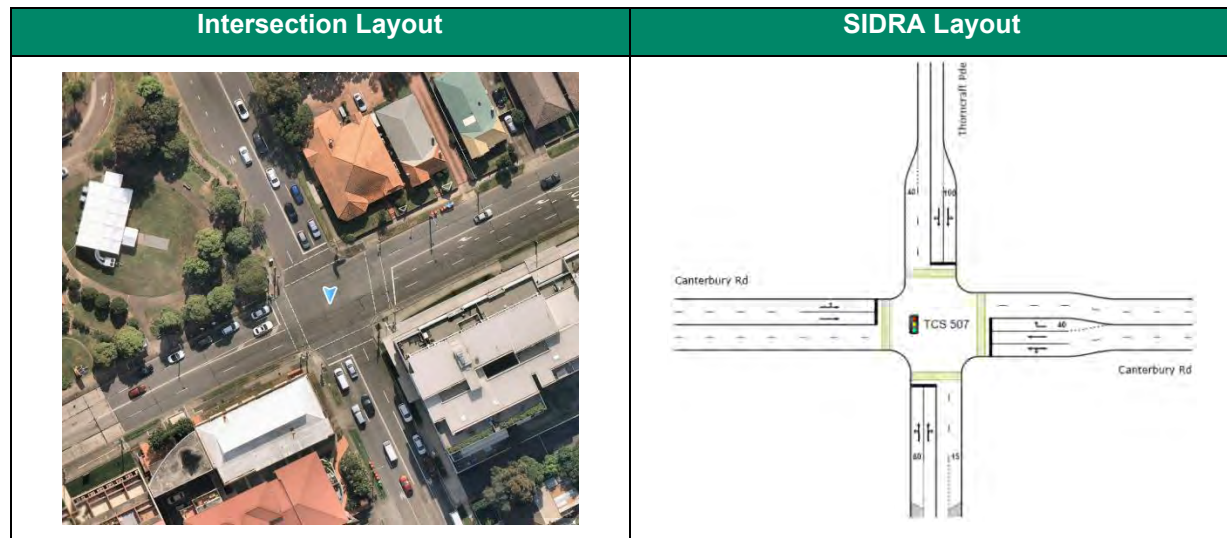 Intersection Layout
SIDRA Layout
Thorncraft Pde
40
100
Canterbury Rd
TCS 507
40
Canterbury Rd
60
15